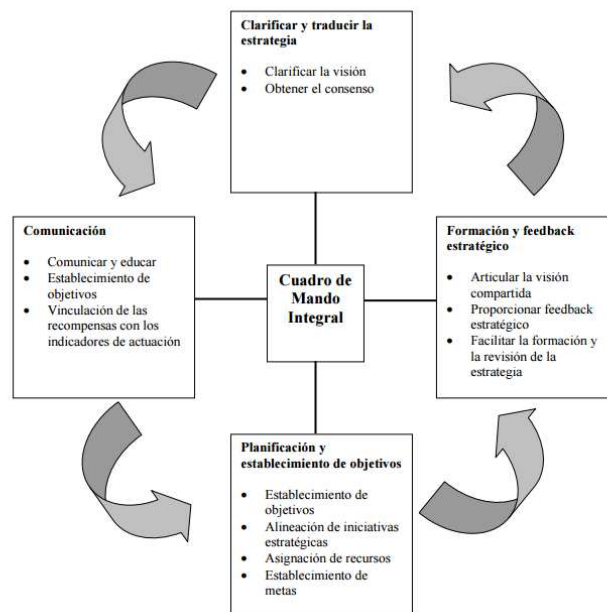 Clarificar y traducir la
estrategia
• Clarificar la visión
• Obtener el consenso
Comunicación
• Comunicar y educar
• Establecimiento de
objetivos
• Vinculación de las
recompensas con los
indicadores de actuación
Cuadro de
Mando
Integral
Formación y feedback
estratégico
• Articular la visión
compartida
• Proporcionar feedback
estratégico
• Facilitar la formación y
la revisión de la
estrategia
Planificación y
establecimiento de objetivos
• Establecimiento de
objetivos
• Alineación de iniciativas
estratégicas
• Asignación de recursos
• Establecimiento de
metas